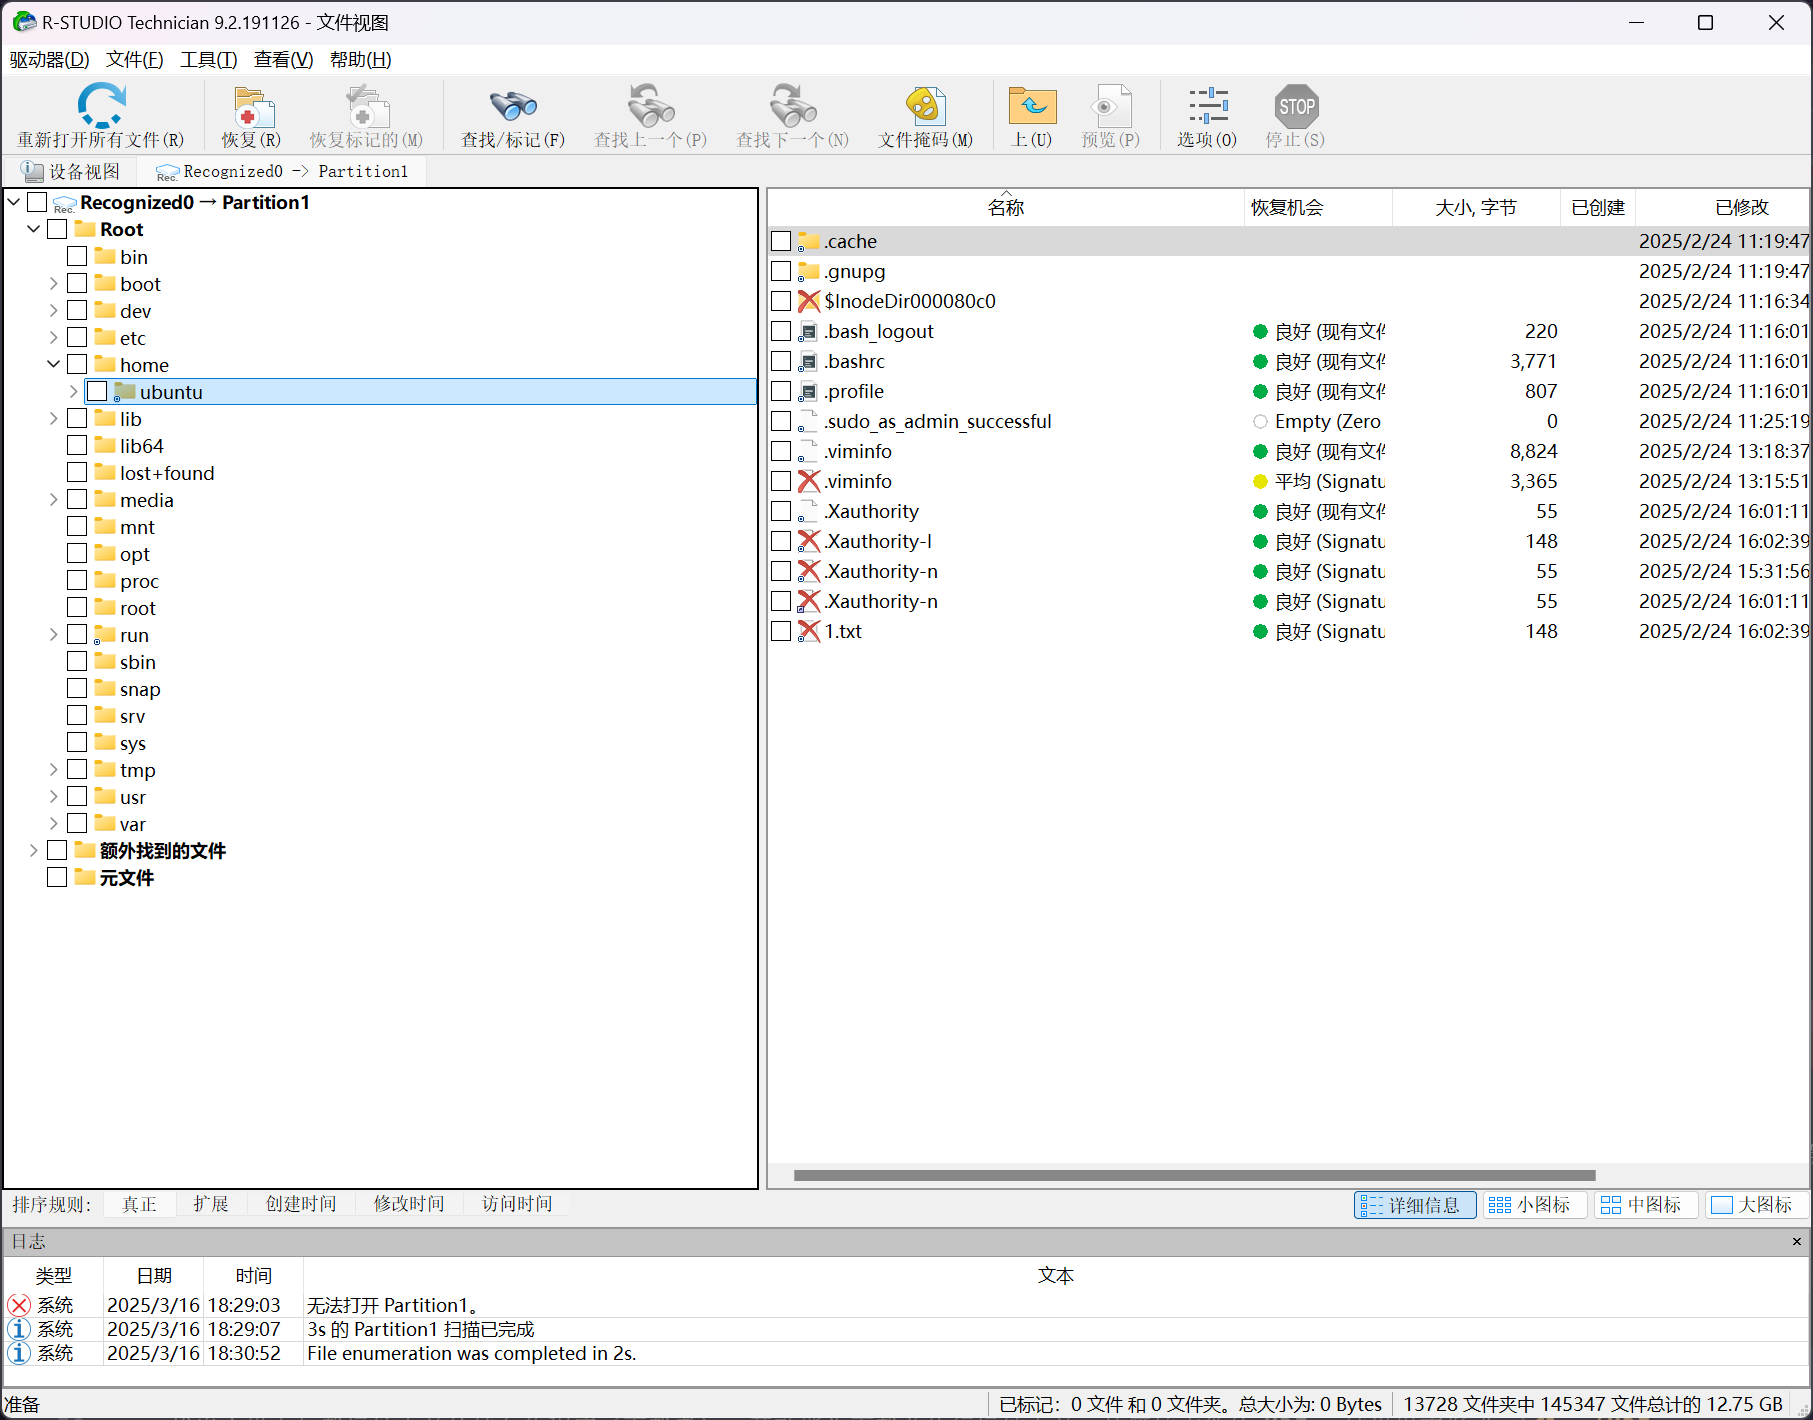 R-STUDIO Technician 9.2.191126 - 文件视图
驱动器(D) 文件(F) 工具(T) 查看(V) 帮助(H)
重新打开所有文件(R) 恢复(R) 恢复标记的(M) 查找/标记(F) 查找上一个(P) 查找下一个(N) 文件掩码(M) 上(U) 预览(P) 选项(O) STOP 停止(S)
设备视图 Rec. Recognized0 -> Partition1
Rec. Recognized0 → Partition1
Root
bin
boot
dev
etc
home
ubuntu
lib
lib64
lost+found
media
mnt
opt
proc
root
run
sbin
snap
srv
sys
tmp
usr
var
额外找到的文件
元文件
名称 恢复机会 大小, 字节 已创建 已修改
.cache 2025/2/24 11:19:47
.gnupg 2025/2/24 11:19:47
$InodeDir000080c0 2025/2/24 11:16:34
.bash_logout 良好 (现有文件 220 2025/2/24 11:16:01
.bashrc 良好 (现有文件 3,771 2025/2/24 11:16:01
.profile 良好 (现有文件 807 2025/2/24 11:16:01
.sudo_as_admin_successful Empty (Zero 0 2025/2/24 11:25:19
.viminfo 良好 (现有文件 8,824 2025/2/24 13:18:37
.viminfo 平均 (Signatu 3,365 2025/2/24 13:15:51
.Xauthority 良好 (现有文件 55 2025/2/24 16:01:11
.Xauthority-l 良好 (Signatu 148 2025/2/24 16:02:39
.Xauthority-n 良好 (Signatu 55 2025/2/24 15:31:56
.Xauthority-n 良好 (Signatu 55 2025/2/24 16:01:11
1.txt 良好 (Signatu 148 2025/2/24 16:02:39
排序规则: 真正 扩展 创建时间 修改时间 访问时间 详细信息 小图标 中图标 大图标
日志
类型 日期 时间 文本
系统 2025/3/16 18:29:03 无法打开 Partition1。
系统 2025/3/16 18:29:07 3s 的 Partition1 扫描已完成
系统 2025/3/16 18:30:52 File enumeration was completed in 2s.
准备 已标记: 0 文件 和 0 文件夹。总大小为: 0 Bytes 13728 文件夹中 145347 文件总计的 12.75 GB